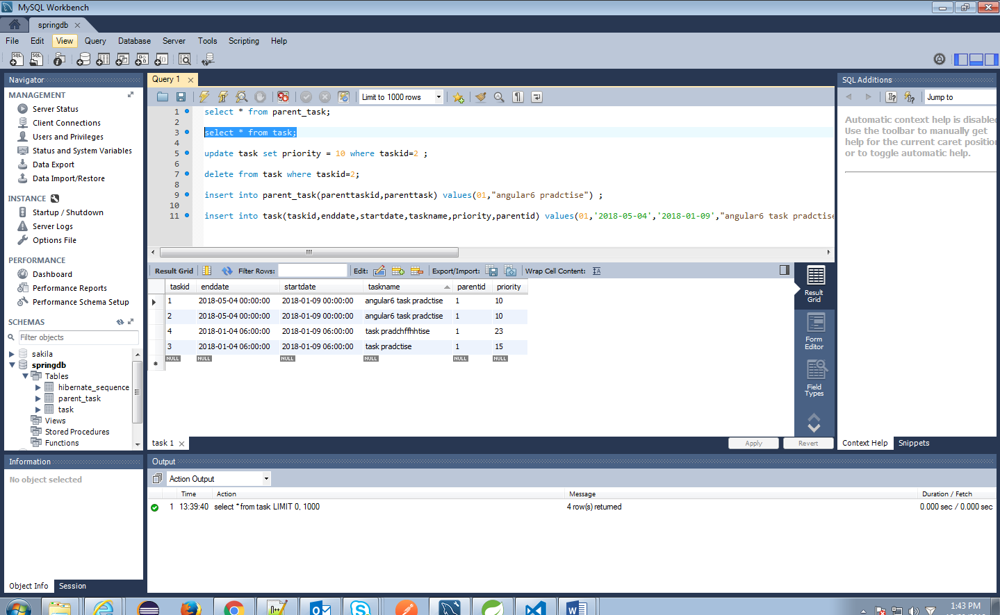 MySQL Workbench
springdb
File Edit View Query Database Server Tools Scripting Help
Navigator
MANAGEMENT
Server Status
Client Connections
Users and Privileges
Status and System Variables
Data Export
Data Import/Restore
INSTANCE
Startup / Shutdown
Server Logs
Options File
PERFORMANCE
Dashboard
Performance Reports
Performance Schema Setup
SCHEMAS
Filter objects
sakila
springdb
Tables
hibernate_sequence
parent_task
task
Views
Stored Procedures
Functions
Information
No object selected
Object Info Session
Query 1
Limit to 1000 rows
1 select * from parent_task;
2
3 select * from task;
4
5 update task set priority = 10 where taskid=2 ;
6
7 delete from task where taskid=2;
8
9 insert into parent_task(parenttaskid,parenttask) values(01,"angular6 pradctise") ;
10
11 insert into task(taskid,enddate,startdate,taskname,priority,parentid) values(01,'2018-05-04','2018-01-09',"angular6 task pradctise
Result Grid Filter Rows: Edit: Export/Import: Wrap Cell Content:
taskid enddate startdate taskname parentid priority
1 2018-05-04 00:00:00 2018-01-09 00:00:00 angular6 task pradctise 1 10
2 2018-05-04 00:00:00 2018-01-09 00:00:00 angular6 task pradctise 1 10
4 2018-01-04 06:00:00 2018-01-09 06:00:00 task pradchffhhtise 1 23
3 2018-01-04 06:00:00 2018-01-09 06:00:00 task pradctise 1 15
NULL NULL NULL NULL NULL NULL
Result
Grid
Form
Editor
Field
Types
task 1
Apply Revert
SQL Additions
Jump to
Automatic context help is disabled
Use the toolbar to manually get
help for the current caret position
or to toggle automatic help.
Context Help Snippets
Output
Action Output
Time Action Message Duration / Fetch
1 13:39:40 select * from task LIMIT 0, 1000 4 row(s) returned 0.000 sec / 0.000 sec
1:43 PM